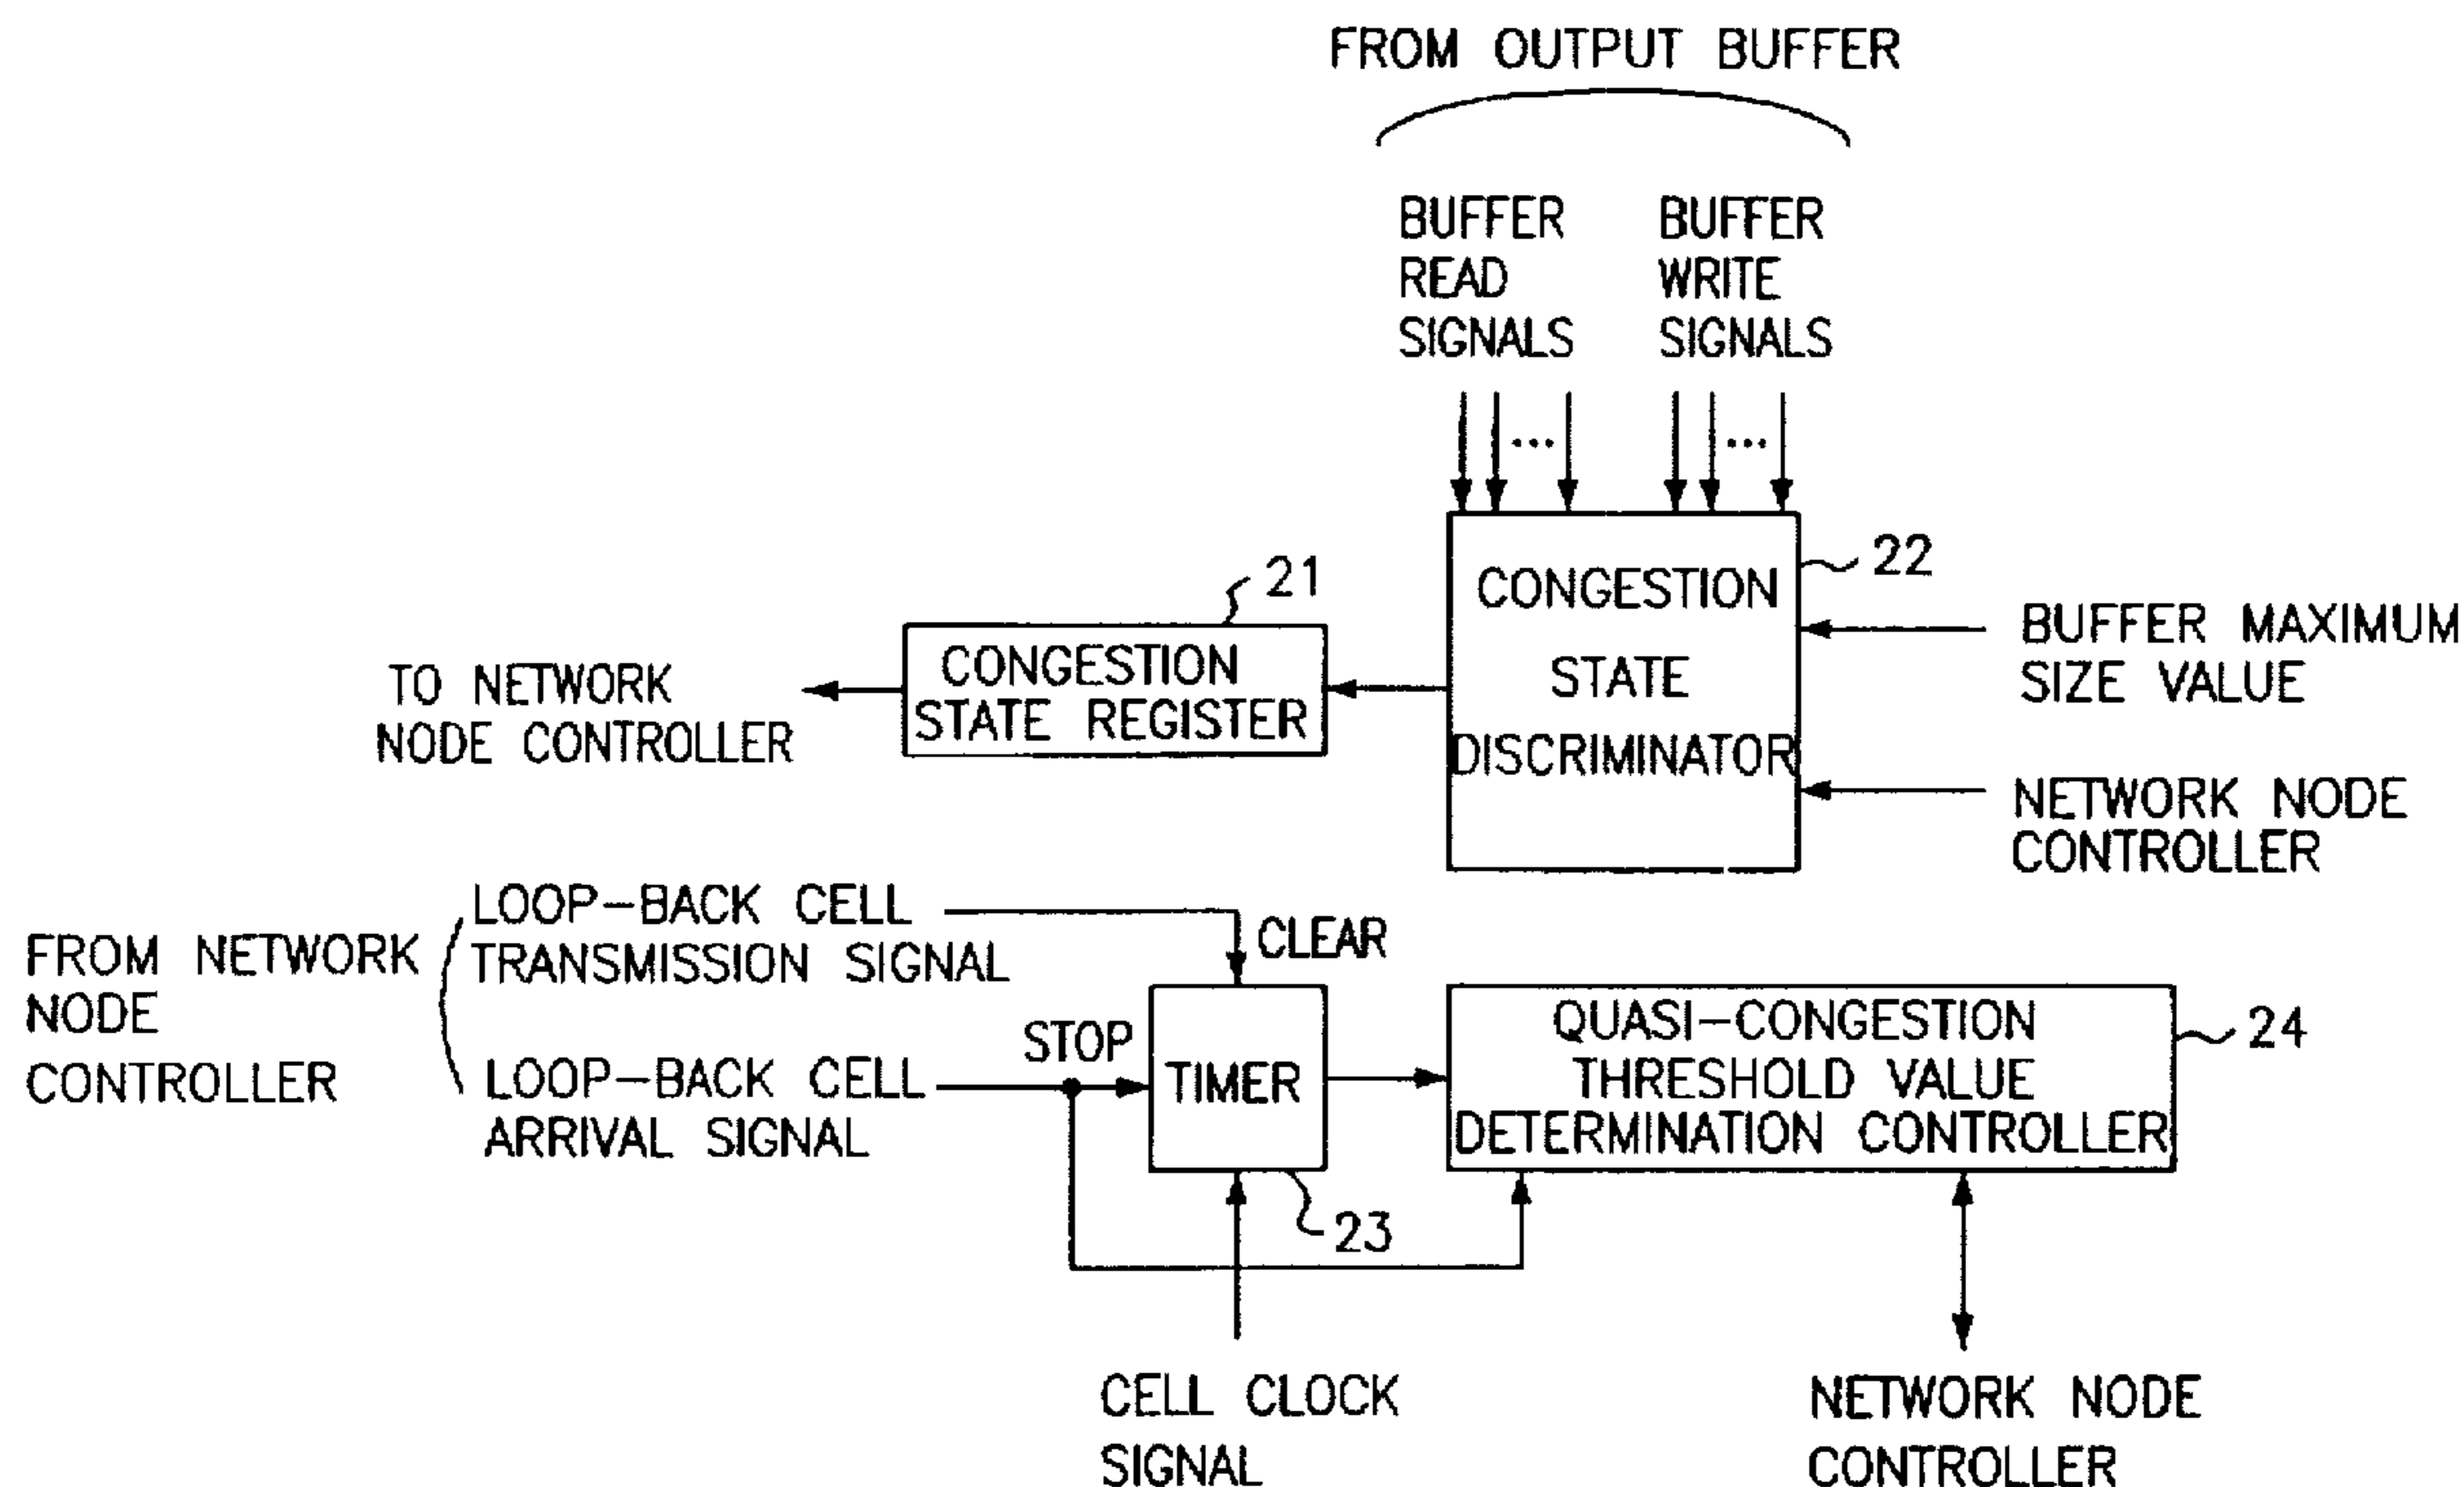 FROM OUTPUT BUFFER
BUFFER
READ
SIGNALS
BUFFER
WRITE
SIGNALS
...
...
22
CONGESTION
STATE
DISCRIMINATOR
BUFFER MAXIMUM
SIZE VALUE
NETWORK NODE
CONTROLLER
21
CONGESTION
STATE REGISTER
TO NETWORK
NODE CONTROLLER
FROM NETWORK
NODE
CONTROLLER
LOOP-BACK CELL
TRANSMISSION SIGNAL
CLEAR
LOOP-BACK CELL
ARRIVAL SIGNAL
STOP
TIMER
23
QUASI-CONGESTION
THRESHOLD VALUE
DETERMINATION CONTROLLER
24
CELL CLOCK
SIGNAL
NETWORK NODE
CONTROLLER